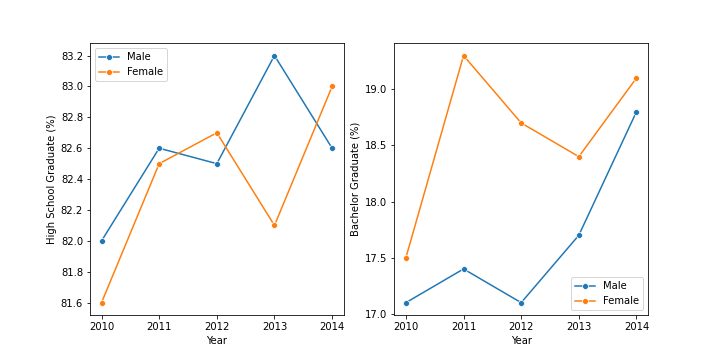 High School Graduate (%)
83.2
83.0
82.8
82.6
82.4
82.2
82.0
81.8
81.6
Male
Female
2010 2011 2012 2013 2014
Year
Bachelor Graduate (%)
19.0
18.5
18.0
17.5
17.0
Male
Female
2010 2011 2012 2013 2014
Year